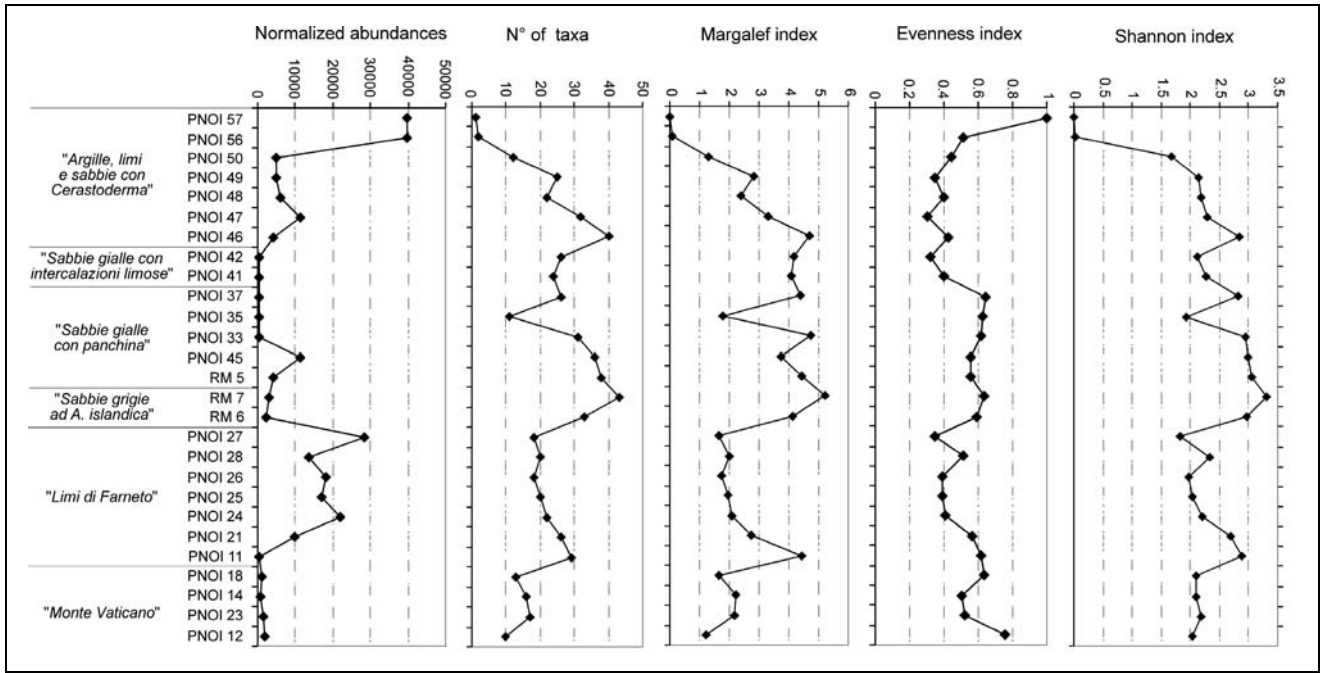 Normalized abundances N° of taxa Margalef index Evenness index Shannon index
0 10000 20000 30000 40000 50000
0 10 20 30 40 50
0 1 2 3 4 5 6
0 0.2 0.4 0.6 0.8 1
0 0.5 1 1.5 2 2.5 3 3.5
"Argille, limi
e sabbie con
Cerastoderma"
PNOI 57
PNOI 56
PNOI 50
PNOI 49
PNOI 48
PNOI 47
PNOI 46
"Sabbie gialle con
intercalazioni limose"
PNOI 42
PNOI 41
"Sabbie gialle
con panchina"
PNOI 37
PNOI 35
PNOI 33
PNOI 45
RM 5
"Sabbie grigie
ad A. islandica"
RM 7
RM 6
"Limi di Farneto"
PNOI 27
PNOI 28
PNOI 26
PNOI 25
PNOI 24
PNOI 21
PNOI 11
"Monte Vaticano"
PNOI 18
PNOI 14
PNOI 23
PNOI 12